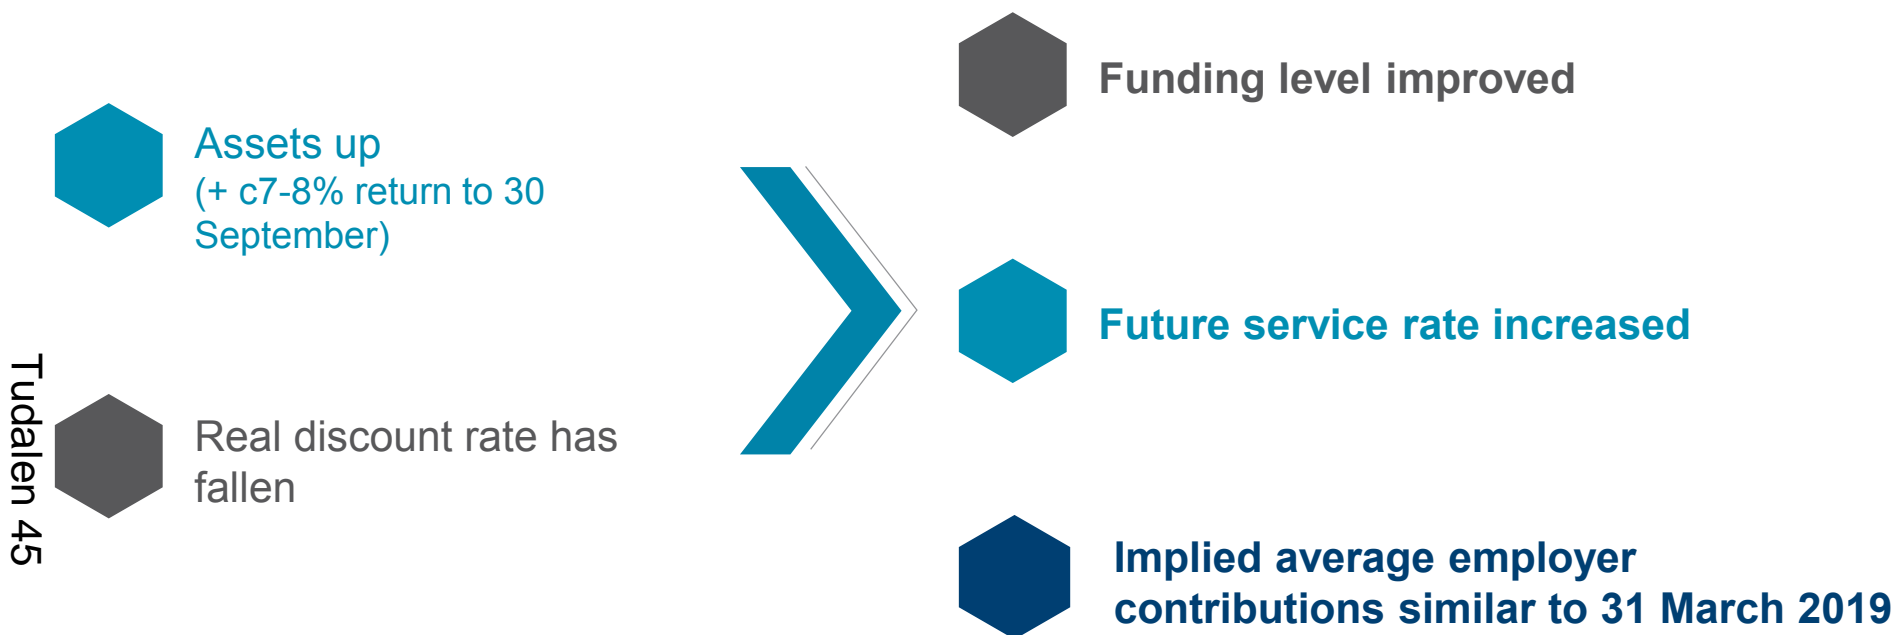 Assets up
(+ c7-8% return to 30
September)
Real discount rate has
fallen
Funding level improved
Future service rate increased
Implied average employer
contributions similar to 31 March 2019
Tudalen 45